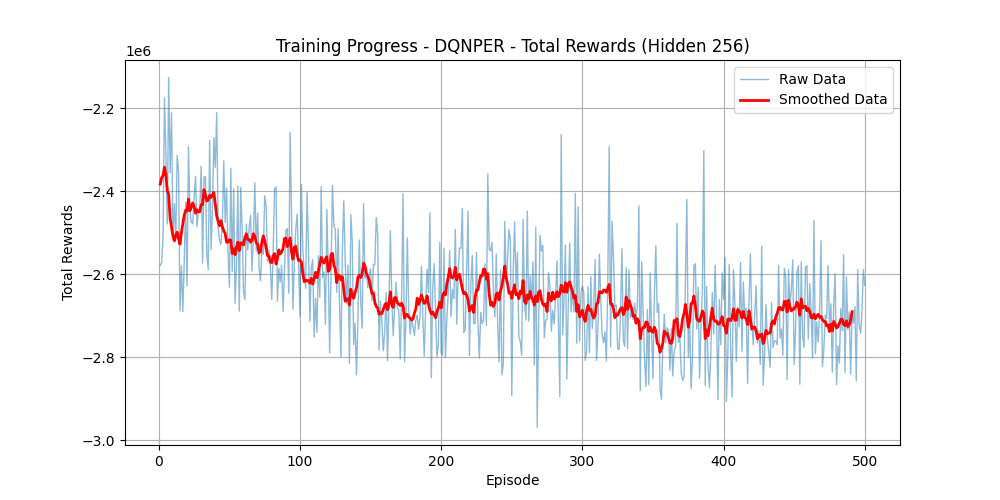 Training Progress - DQNPER - Total Rewards (Hidden 256)
1e6
Raw Data
Smoothed Data
−2.2
−2.4
−2.6
−2.8
−3.0
Total Rewards
0 100 200 300 400 500
Episode